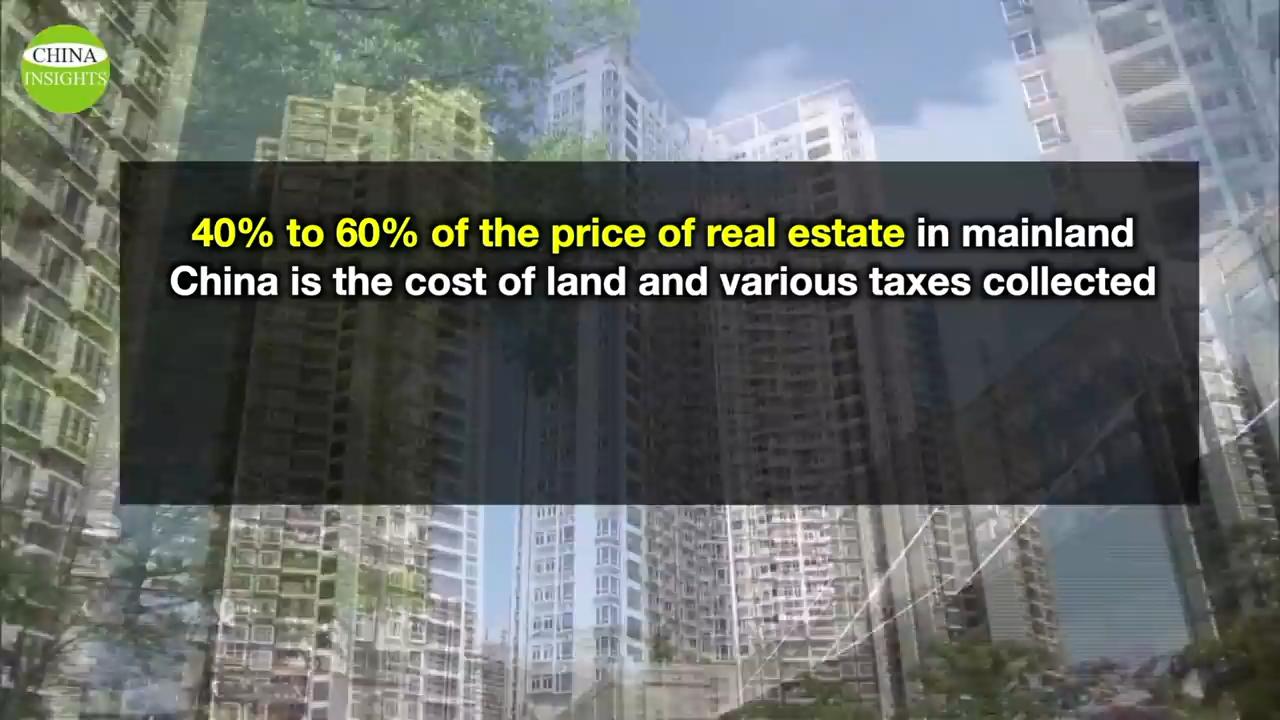 CHINA
INSIGHTS
40% to 60% of the price of real estate in mainland
China is the cost of land and various taxes collected